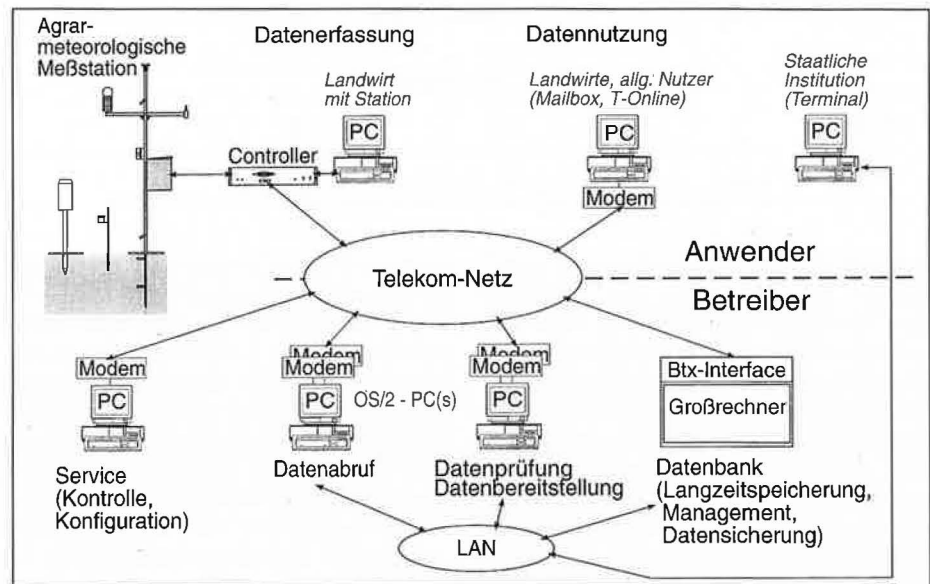 Agrar-
meteorologische
Meßstation
Datenerfassung
Datennutzung
Landwirt
mit Station
Landwirte, allg. Nutzer
(Mailbox, T-Online)
Staatliche
Institution
(Terminal)
PC
PC
PC
Controller
Modem
Anwender
Telekom-Netz
Betreiber
Modem
Modem
Modem
Modem
Modem
Btx-Interface
PC
PC
OS/2 - PC(s)
PC
Großrechner
Service
(Kontrolle,
Konfiguration)
Datenabruf
Datenprüfung
Datenbereitstellung
Datenbank
(Langzeitspeicherung,
Management,
Datensicherung)
LAN